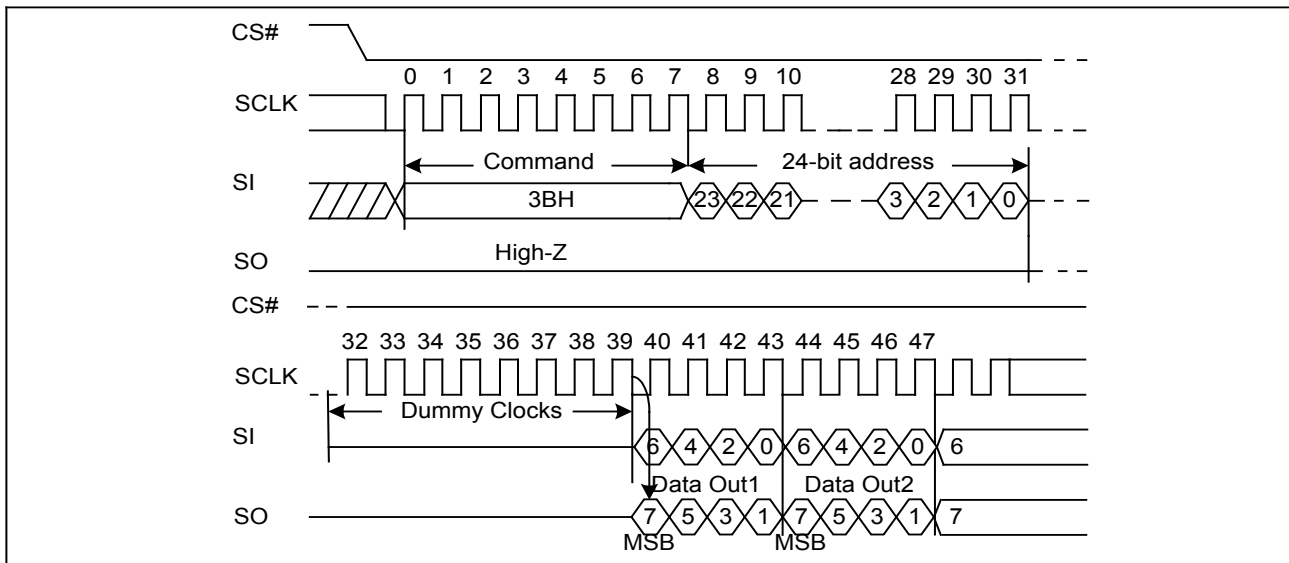 CS#
0 1 2 3 4 5 6 7 8 9 10 28 29 30 31
SCLK
Command 24-bit address
SI 3BH 23 22 21 3 2 1 0
High-Z
SO
CS#
32 33 34 35 36 37 38 39 40 41 42 43 44 45 46 47
SCLK
Dummy Clocks
SI 6 4 2 0 6 4 2 0 6
Data Out1 Data Out2
SO 7 5 3 1 7 5 3 1 7
MSB MSB